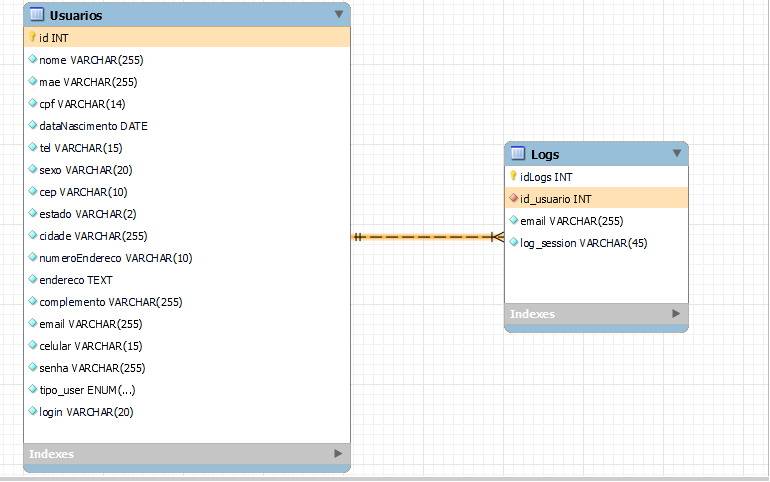 Usuarios
id INT
nome VARCHAR(255)
mae VARCHAR(255)
cpf VARCHAR(14)
dataNascimento DATE
tel VARCHAR(15)
sexo VARCHAR(20)
cep VARCHAR(10)
estado VARCHAR(2)
cidade VARCHAR(255)
numeroEndereco VARCHAR(10)
endereco TEXT
complemento VARCHAR(255)
email VARCHAR(255)
celular VARCHAR(15)
senha VARCHAR(255)
tipo_user ENUM(...)
login VARCHAR(20)
Indexes
Logs
idLogs INT
id_usuario INT
email VARCHAR(255)
log_session VARCHAR(45)
Indexes